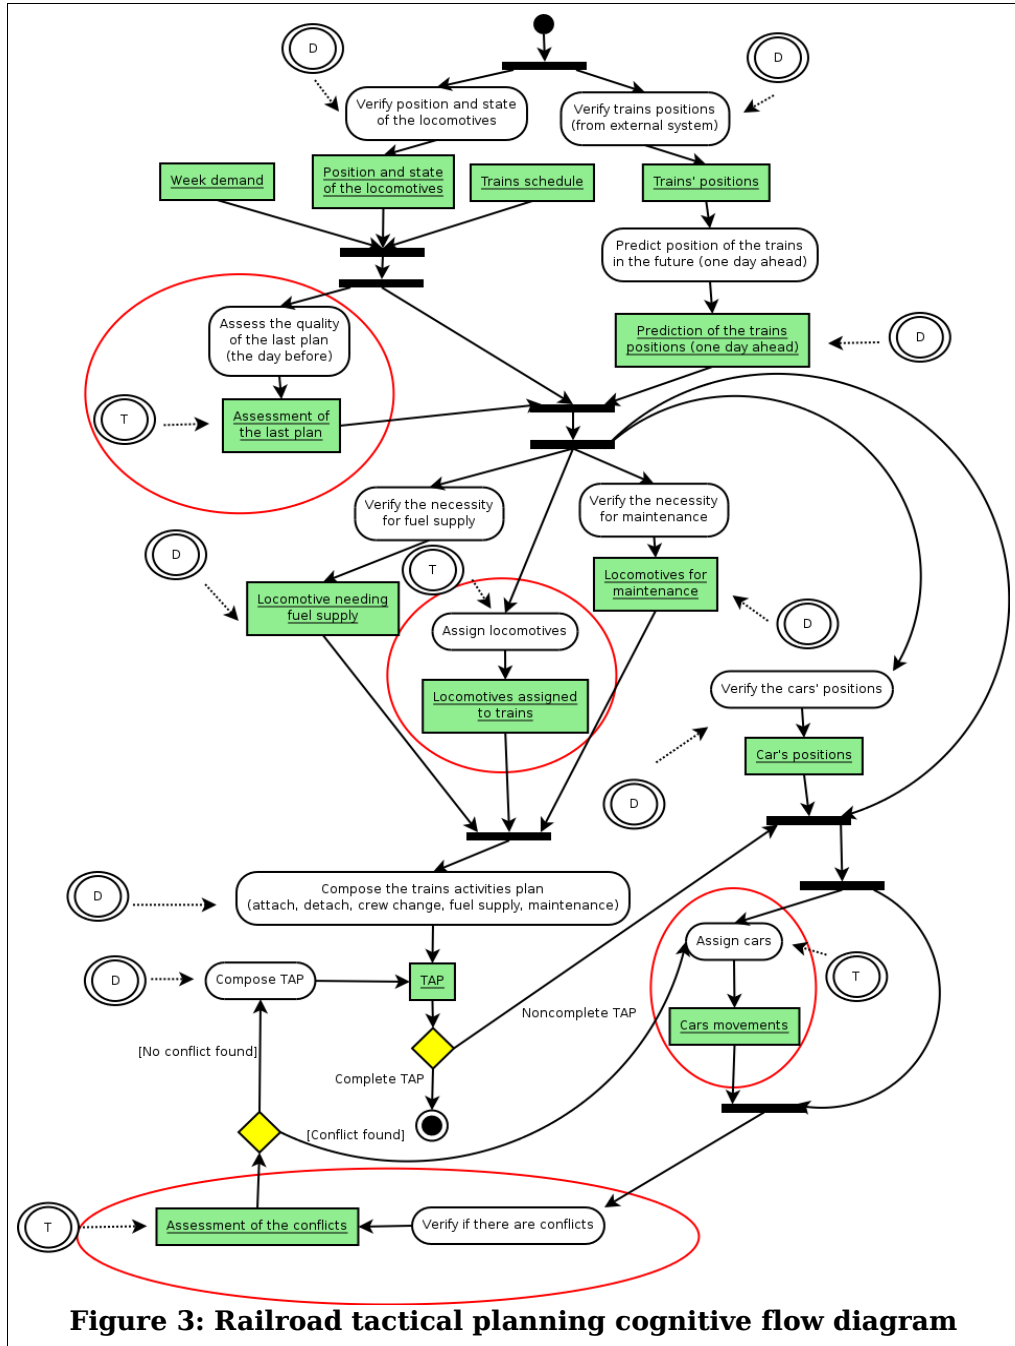 D
D
Verify position and state
of the locomotives
Verify trains positions
(from external system)
Week demand
Position and state
of the locomotives
Trains schedule
Trains' positions
Predict position of the trains
in the future (one day ahead)
Assess the quality
of the last plan
(the day before)
Prediction of the trains
positions (one day ahead)
D
T
Assessment of
the last plan
Verify the necessity
for fuel supply
Verify the necessity
for maintenance
D
T
Locomotive needing
fuel supply
Locomotives for
maintenance
Assign locomotives
D
Locomotives assigned
to trains
Verify the cars' positions
Car's positions
D
D
Compose the trains activities plan
(attach, detach, crew change, fuel supply, maintenance)
Assign cars
D
Compose TAP
TAP
T
Noncomplete TAP
Cars movements
[No conflict found]
Complete TAP
[Conflict found]
T
Assessment of the conflicts
Verify if there are conflicts
Figure 3: Railroad tactical planning cognitive flow diagram